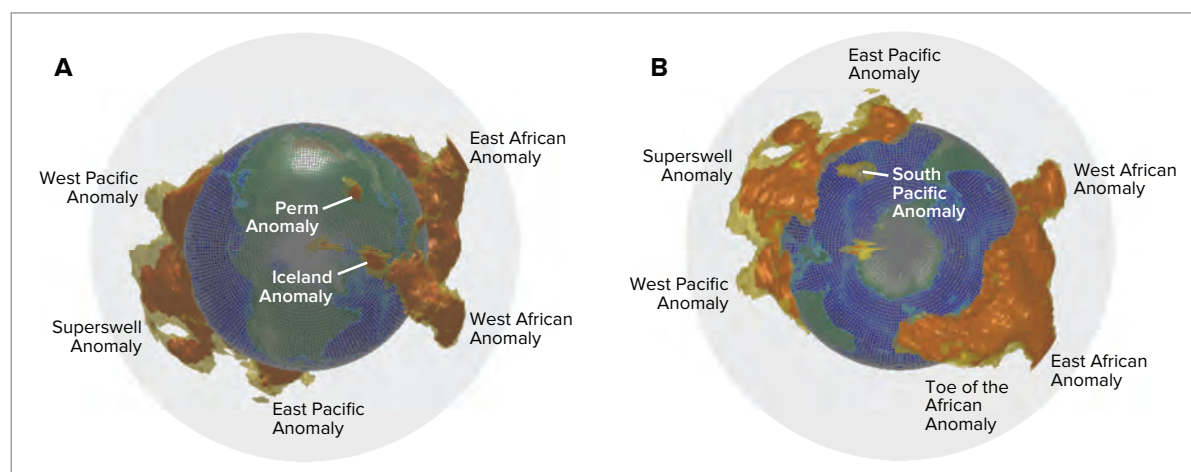 A
East African
Anomaly
West Pacific
Anomaly
Perm
Anomaly
Iceland
Anomaly
Superswell
Anomaly
West African
Anomaly
East Pacific
Anomaly
B
East Pacific
Anomaly
Superswell
Anomaly
South
Pacific
Anomaly
West African
Anomaly
West Pacific
Anomaly
East African
Anomaly
Toe of the
African
Anomaly